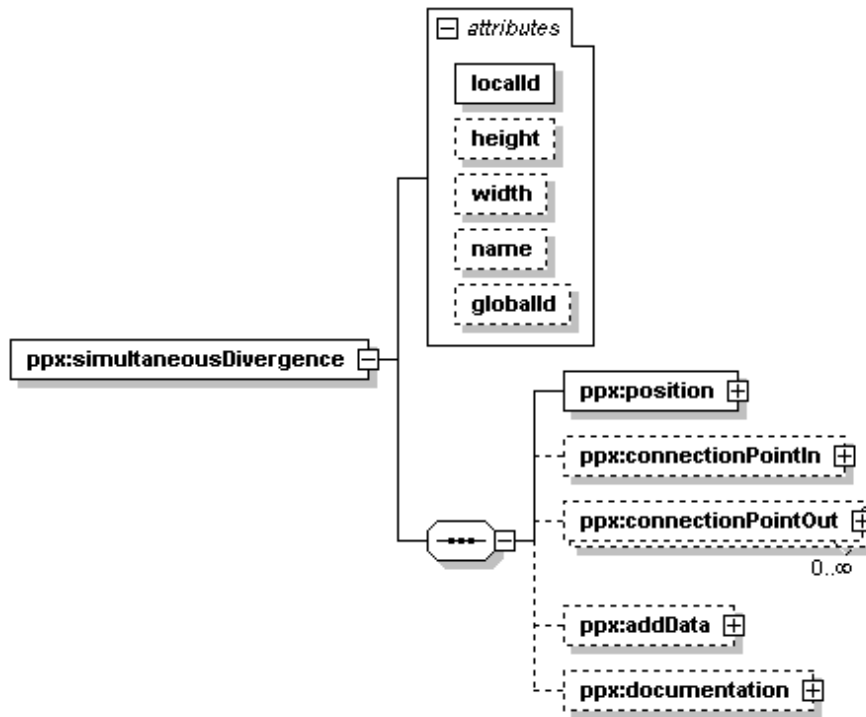 attributes
localId
height
width
name
globalId
ppx:simultaneousDivergence
ppx:position
ppx:connectionPointIn
ppx:connectionPointOut
0..∞
ppx:addData
ppx:documentation